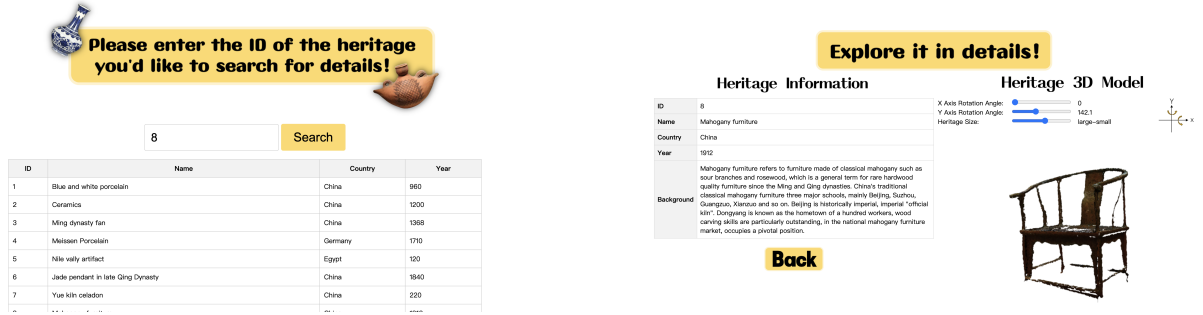 Please enter the ID of the heritage
you'd like to search for details!
8
Search
ID Name Country Year
1 Blue and white porcelain China 960
2 Ceramics China 1200
3 Ming dynasty fan China 1368
4 Meissen Porcelain Germany 1710
5 Nile vally artifact Egypt 120
6 Jade pendant in late Qing Dynasty China 1840
7 Yue kiln celadon China 220
Explore it in details!
Heritage Information
ID 8
Name Mahogany furniture
Country China
Year 1912
Background
Mahogany furniture refers to furniture made of classical mahogany such as
sour branches and rosewood, which is a general term for rare hardwood
quality furniture since the Ming and Qing dynasties. China's traditional
classical mahogany furniture three major schools, mainly Beijing, Suzhou,
Guangzuo, Xianzuo and so on. Beijing is historically imperial, imperial "official
kiln". Dongyang is known as the hometown of a hundred workers, wood
carving skills are particularly outstanding, in the national mahogany furniture
market, occupies a pivotal position.
Back
Heritage 3D Model
X Axis Rotation Angle: 0
Y Axis Rotation Angle: 142.1
Heritage Size: large-small
Y
X